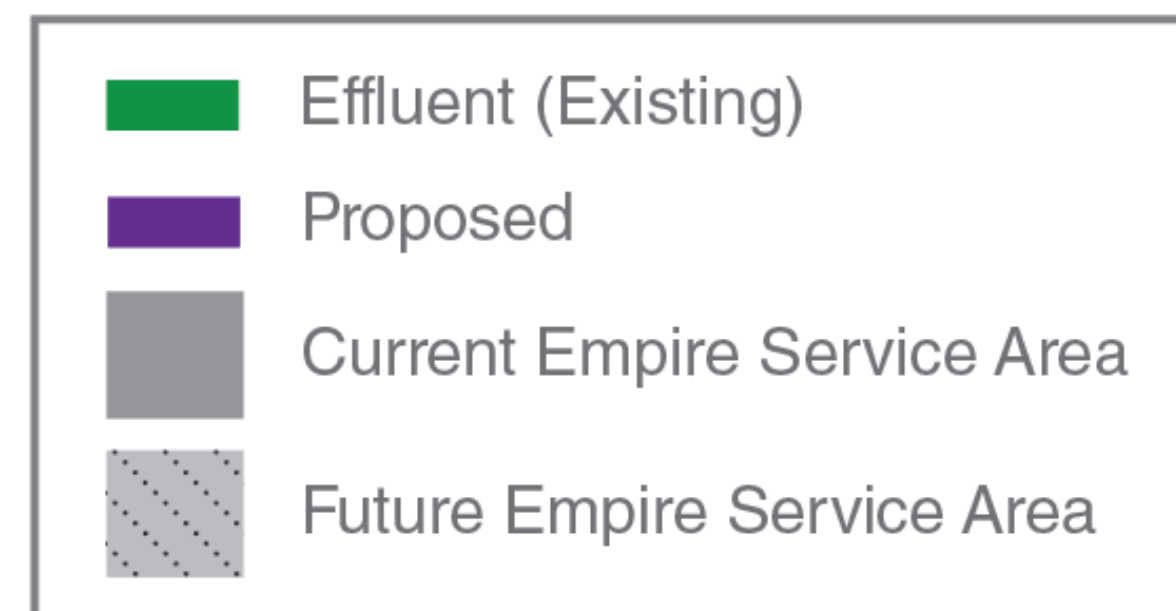 Effluent (Existing)
Proposed
Current Empire Service Area
Future Empire Service Area